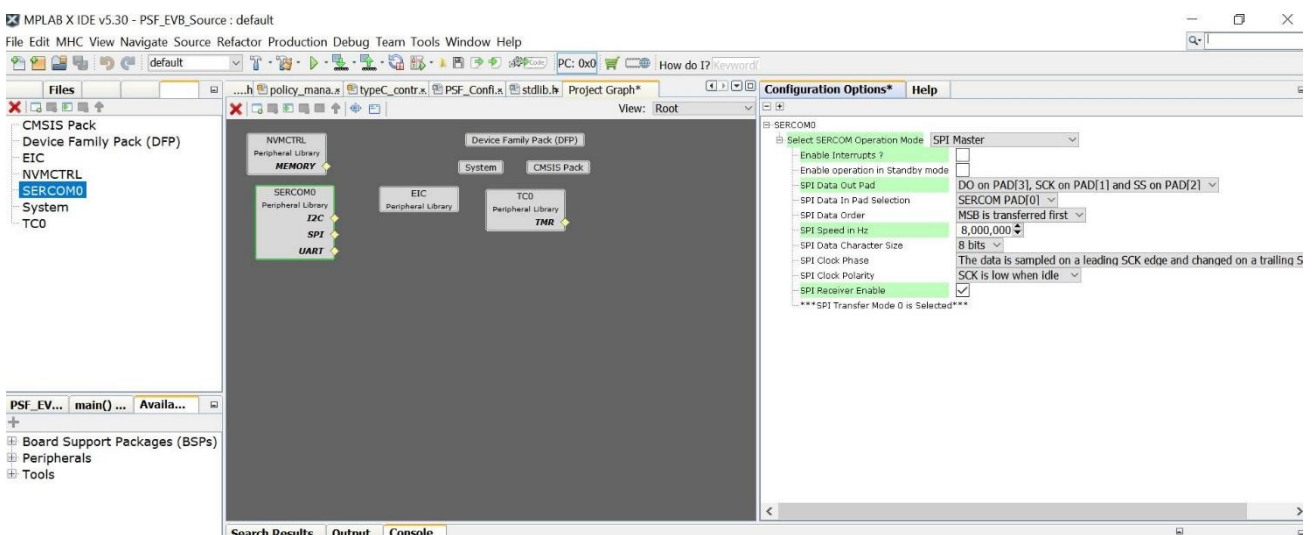 MPLAB X IDE v5.30 - PSF_EVB_Source : default
File Edit MHC View Navigate Source Refactor Production Debug Team Tools Window Help
default
PC: 0x0
How do I?
Keyword(
Files
CMSIS Pack
Device Family Pack (DFP)
EIC
NVMCTRL
SERCOM0
System
TC0
PSF_EV... main() ... Availa...
Board Support Packages (BSPs)
Peripherals
Tools
....h policy_mana. typeC_contr. PSF_Confi. stdlib.h Project Graph*
View: Root
NVMCTRL
Peripheral Library
MEMORY
Device Family Pack (DFP)
System CMSIS Pack
SERCOM0
Peripheral Library
I2C
SPI
UART
EIC
Peripheral Library
TC0
Peripheral Library
TMR
Search Results Output Console
Configuration Options* Help
SERCOM0
Select SERCOM Operation Mode SPI Master
Enable Interrupts ?
Enable operation in Standby mode
SPI Data Out Pad DO on PAD[3], SCK on PAD[1] and SS on PAD[2]
SPI Data In Pad Selection SERCOM PAD[0]
SPI Data Order MSB is transferred first
SPI Speed in Hz 8,000,000
SPI Data Character Size 8 bits
SPI Clock Phase The data is sampled on a leading SCK edge and changed on a trailing S
SPI Clock Polarity SCK is low when idle
SPI Receiver Enable
***SPI Transfer Mode 0 is Selected***